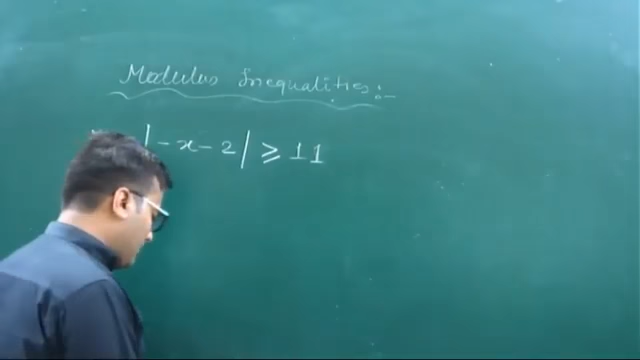 Modulus Inequalities:-
|-x-2| ≥ 11